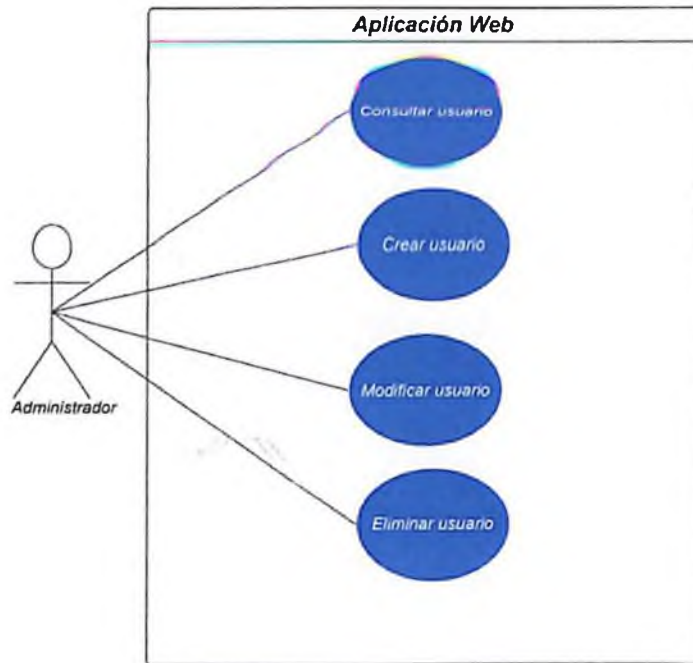 Aplicación Web
Consultar usuario
Crear usuario
Administrador
Modificar usuario
Eliminar usuario